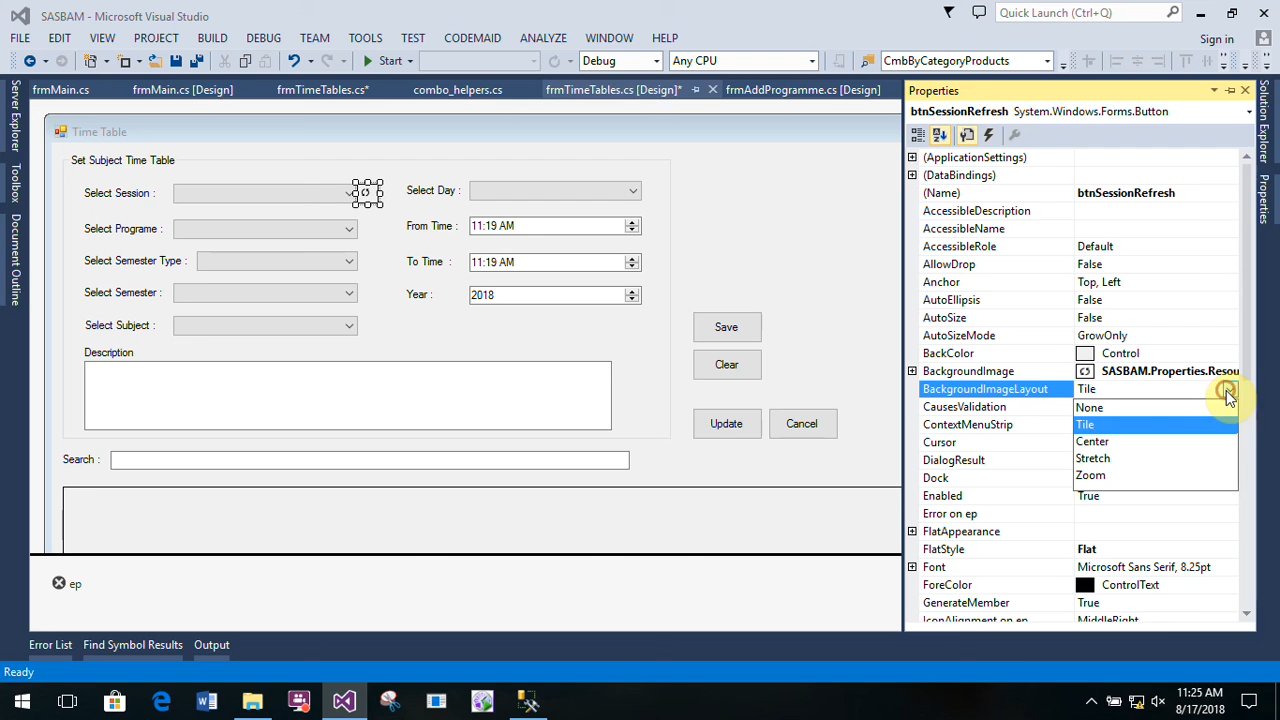 SASBAM - Microsoft Visual Studio
Quick Launch (Ctrl+Q)
FILE EDIT VIEW PROJECT BUILD DEBUG TEAM TOOLS TEST CODEMAID ANALYZE WINDOW HELP
Sign in
Start Debug Any CPU CmbByCategoryProducts
frmMain.cs frmMain.cs [Design] frmTimeTables.cs* combo_helpers.cs frmTimeTables.cs [Design]* frmAddProgramme.cs [Design]
Server Explorer
Toolbox
Document Outline
Time Table
Set Subject Time Table
Select Session :
Select Day :
Select Programe :
From Time : 11:19 AM
Select Semester Type :
To Time : 11:19 AM
Select Semester :
Year : 2018
Select Subject :
Description
Save
Clear
Update Cancel
Search :
ep
Properties
btnSessionRefresh System.Windows.Forms.Button
(ApplicationSettings)
(DataBindings)
(Name) btnSessionRefresh
AccessibleDescription
AccessibleName
AccessibleRole Default
AllowDrop False
Anchor Top, Left
AutoEllipsis False
AutoSize False
AutoSizeMode GrowOnly
BackColor Control
BackgroundImage SASBAM.Properties.Resou
BackgroundImageLayout Tile
CausesValidation None
ContextMenuStrip Tile
Cursor Center
DialogResult Stretch
Dock Zoom
Enabled True
Error on ep
FlatAppearance
FlatStyle Flat
Font Microsoft Sans Serif, 8.25pt
ForeColor ControlText
GenerateMember True
IconAlignment on ep MiddleRight
Solution Explorer
Properties
Error List Find Symbol Results Output
Ready
11:25 AM
8/17/2018